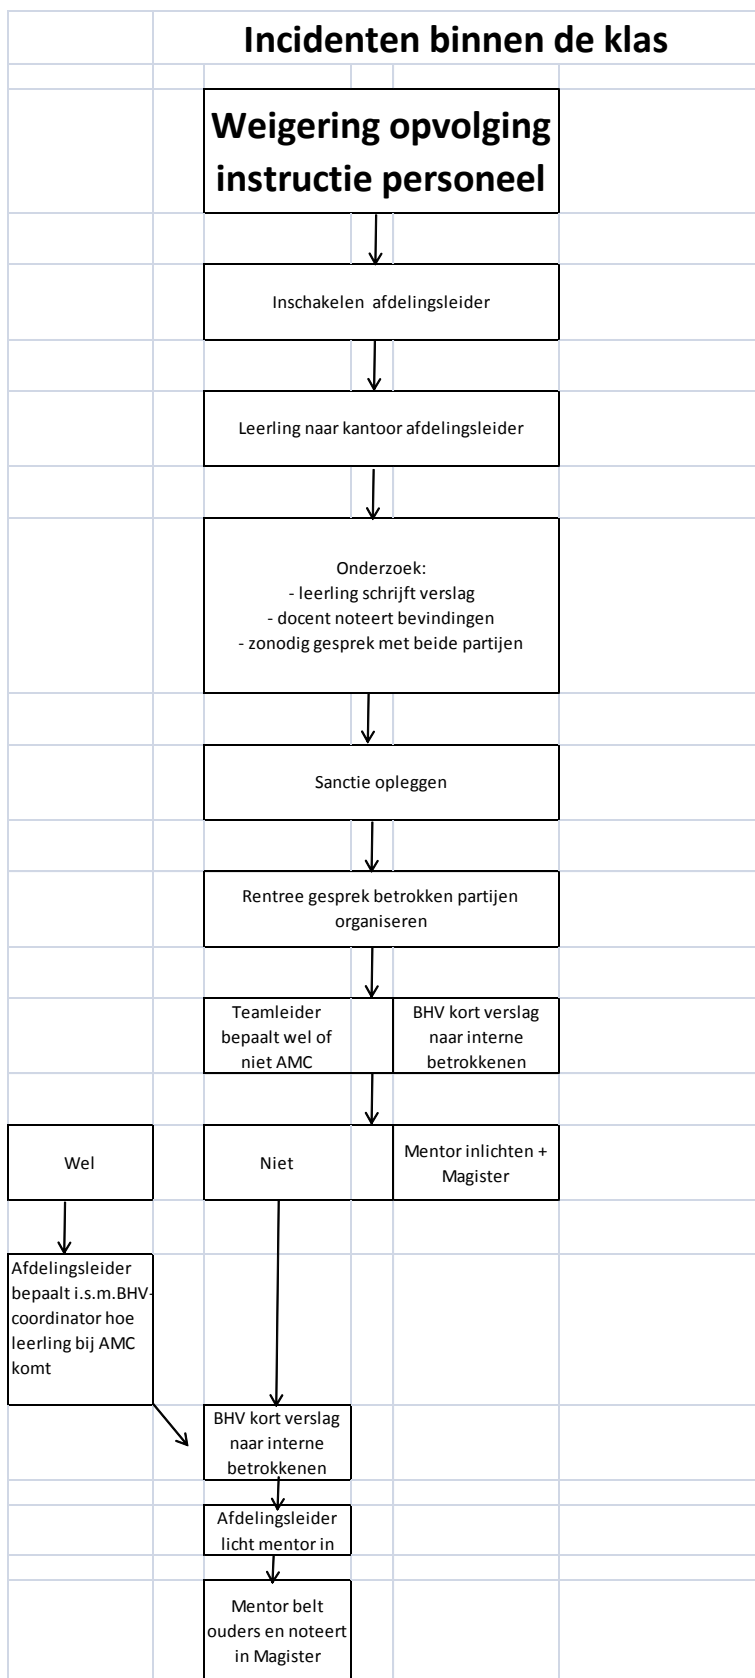 Incidenten binnen de klas
Weigering opvolging
instructie personeel
Inschakelen afdelingsleider
Leerling naar kantoor afdelingsleider
Onderzoek:
- leerling schrijft verslag
- docent noteert bevindingen
- zonodig gesprek met beide partijen
Sanctie opleggen
Rentree gesprek betrokken partijen
organiseren
Teamleider
bepaalt wel of
niet AMC
BHV kort verslag
naar interne
betrokkenen
Wel
Niet
Mentor inlichten +
Magister
Afdelingsleider
bepaalt i.s.m.BHV-
coordinator hoe
leerling bij AMC
komt
BHV kort verslag
naar interne
betrokkenen
Afdelingsleider
licht mentor in
Mentor belt
ouders en noteert
in Magister